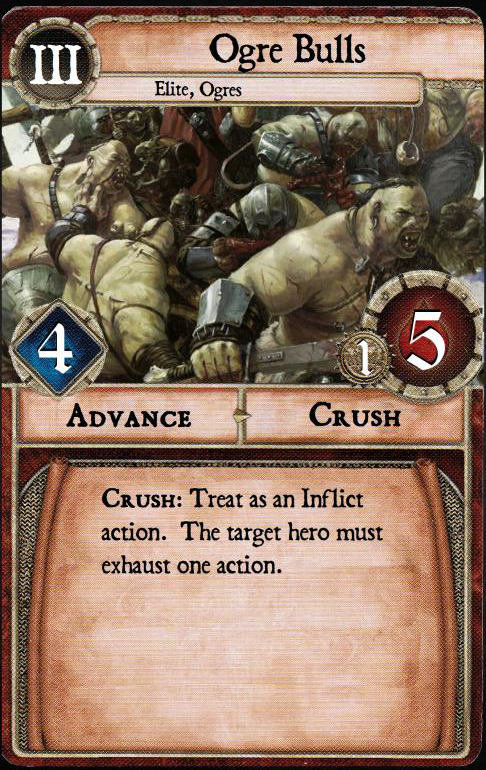 III
Ogre Bulls
Elite, Ogres
4
1
5
Advance
Crush
Crush: Treat as an Inflict
action. The target hero must
exhaust one action.